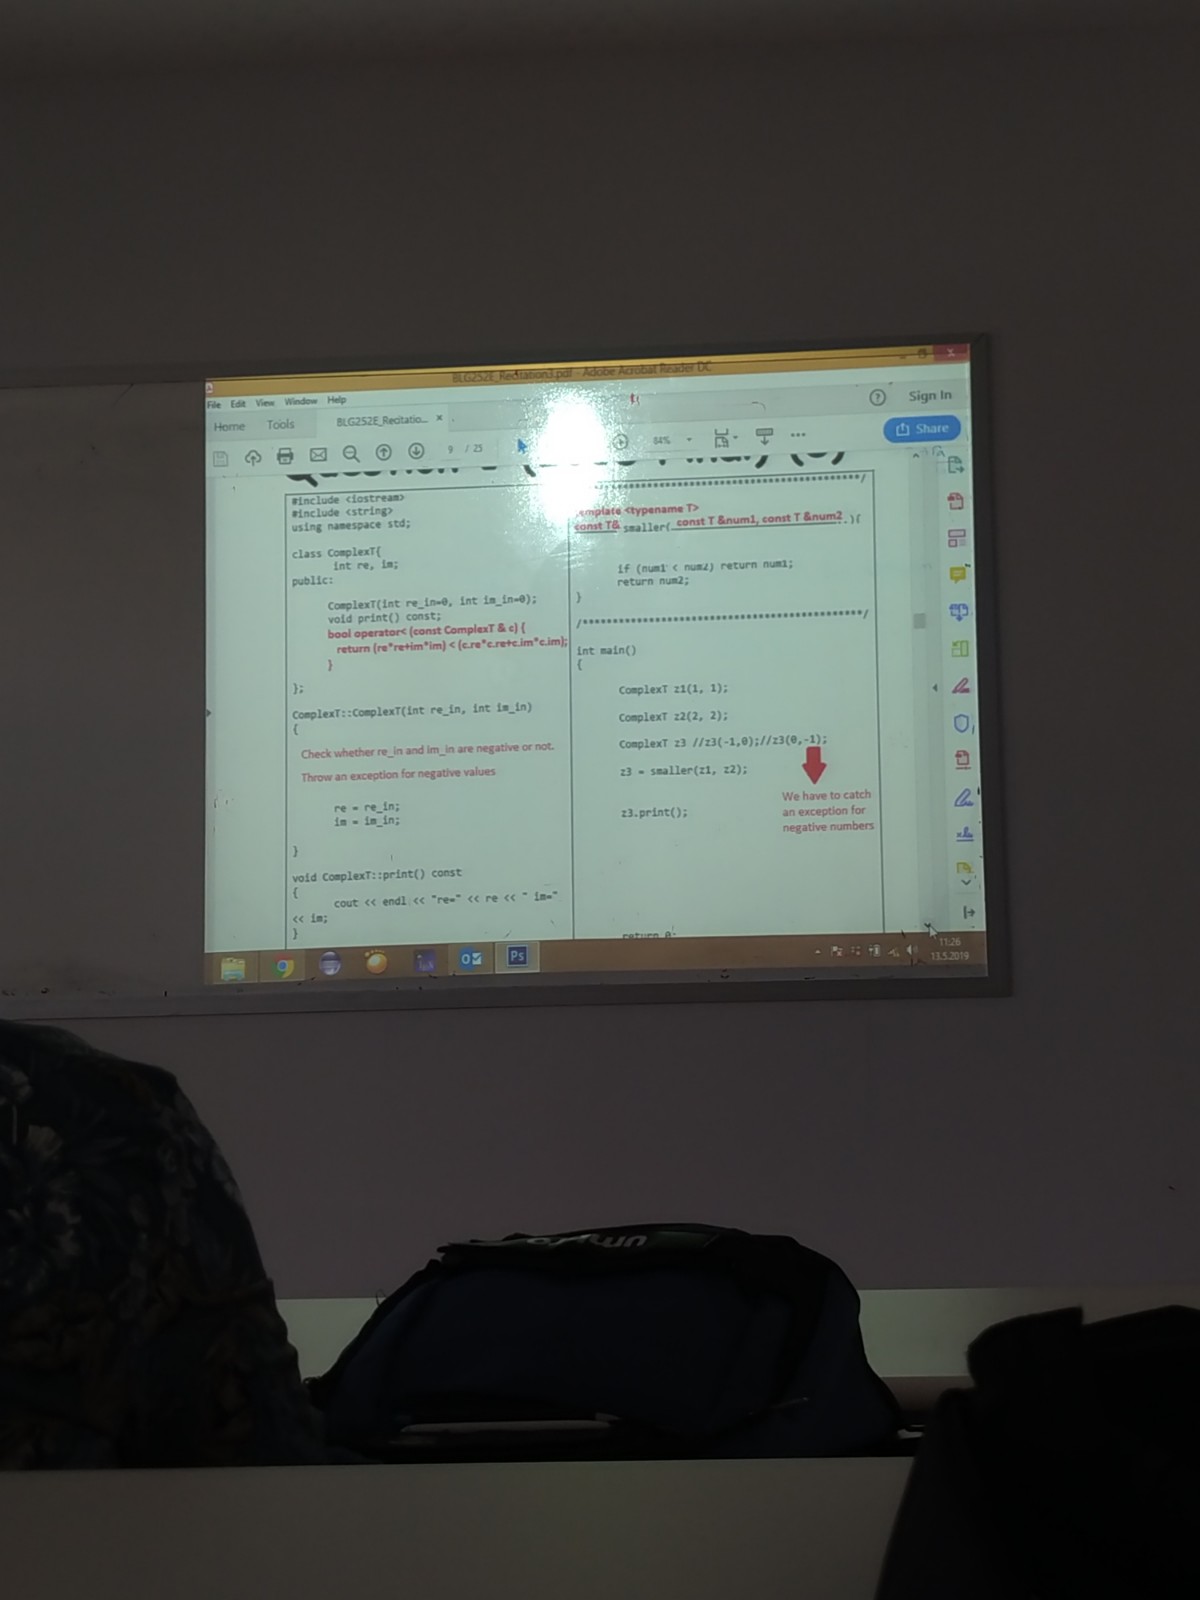 BLG252E_Recitation3.pdf - Adobe Acrobat Reader DC
File Edit View Window Help
Home Tools BLG252E_Recitatio... ×
Sign In
9 / 25
84%
Share
#include <iostream>
#include <string>
using namespace std;
class ComplexT{
int re, im;
public:
ComplexT(int re_in=0, int im_in=0);
void print() const;
bool operator< (const ComplexT & c) {
return (re*re+im*im) < (c.re*c.re+c.im*c.im);
}
};
ComplexT::ComplexT(int re_in, int im_in)
{
Check whether re_in and im_in are negative or not.
Throw an exception for negative values
re = re_in;
im = im_in;
}
void ComplexT::print() const
{
cout << endl << "re=" << re << " im="
<< im;
}
<typename T>
const T& smaller( const T &num1, const T &num2 ..){
if (num1 < num2) return num1;
return num2;
}
/*******************************************/
int main()
{
ComplexT z1(1, 1);
ComplexT z2(2, 2);
ComplexT z3 //z3(-1,0);//z3(0,-1);
z3 = smaller(z1, z2);
z3.print();
We have to catch
an exception for
negative numbers
return 0;
Ps
11:26
13.5.2019